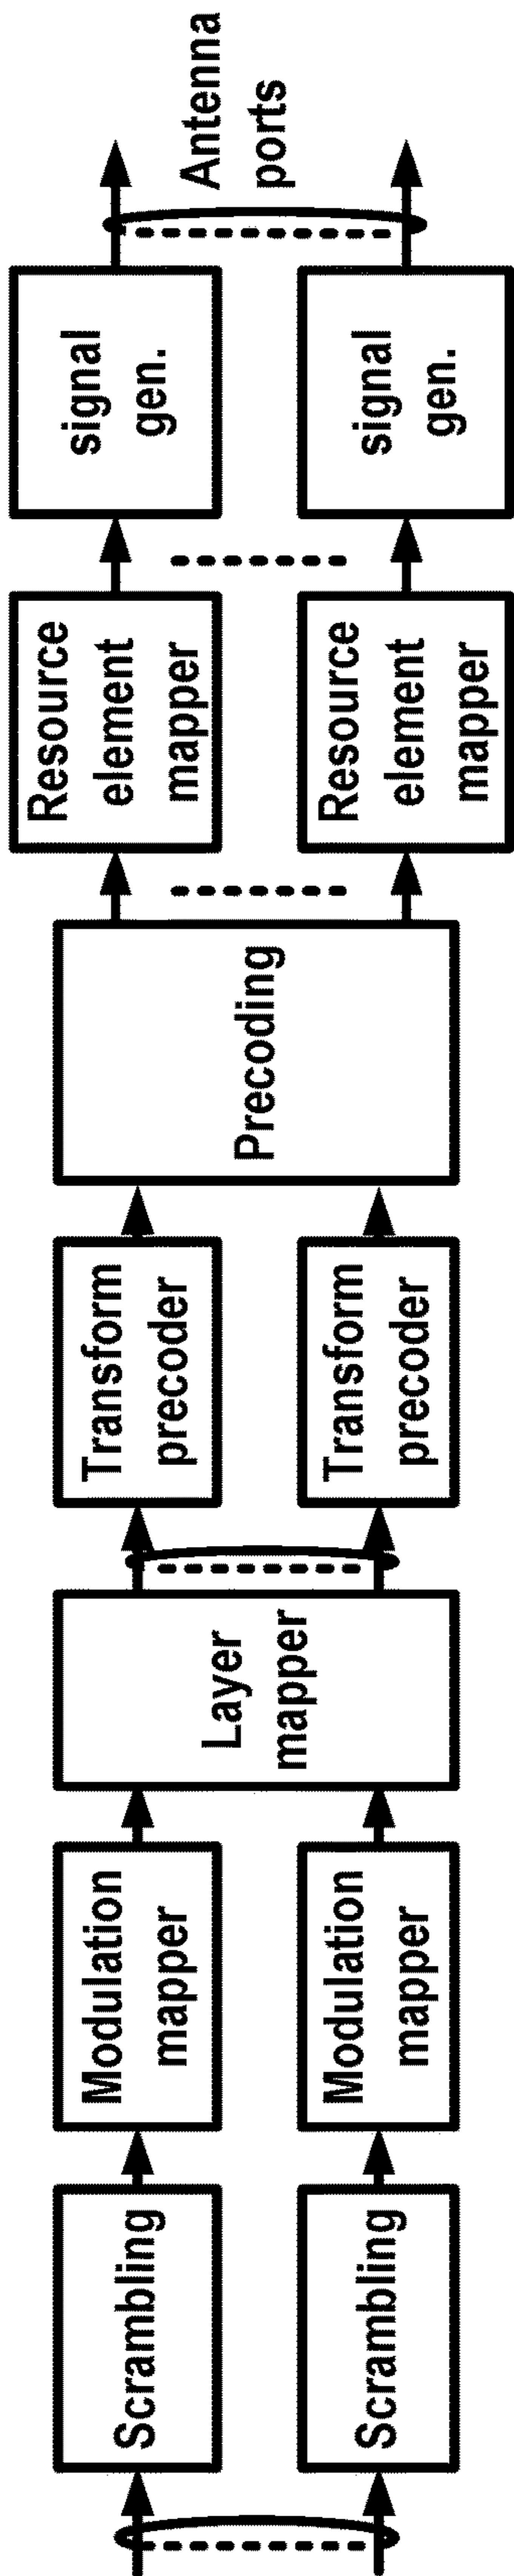 Scrambling
Scrambling
Modulation
mapper
Modulation
mapper
Layer
mapper
Transform
precoder
Transform
precoder
Precoding
Resource
element
mapper
Resource
element
mapper
signal
gen.
signal
gen.
Antenna
ports